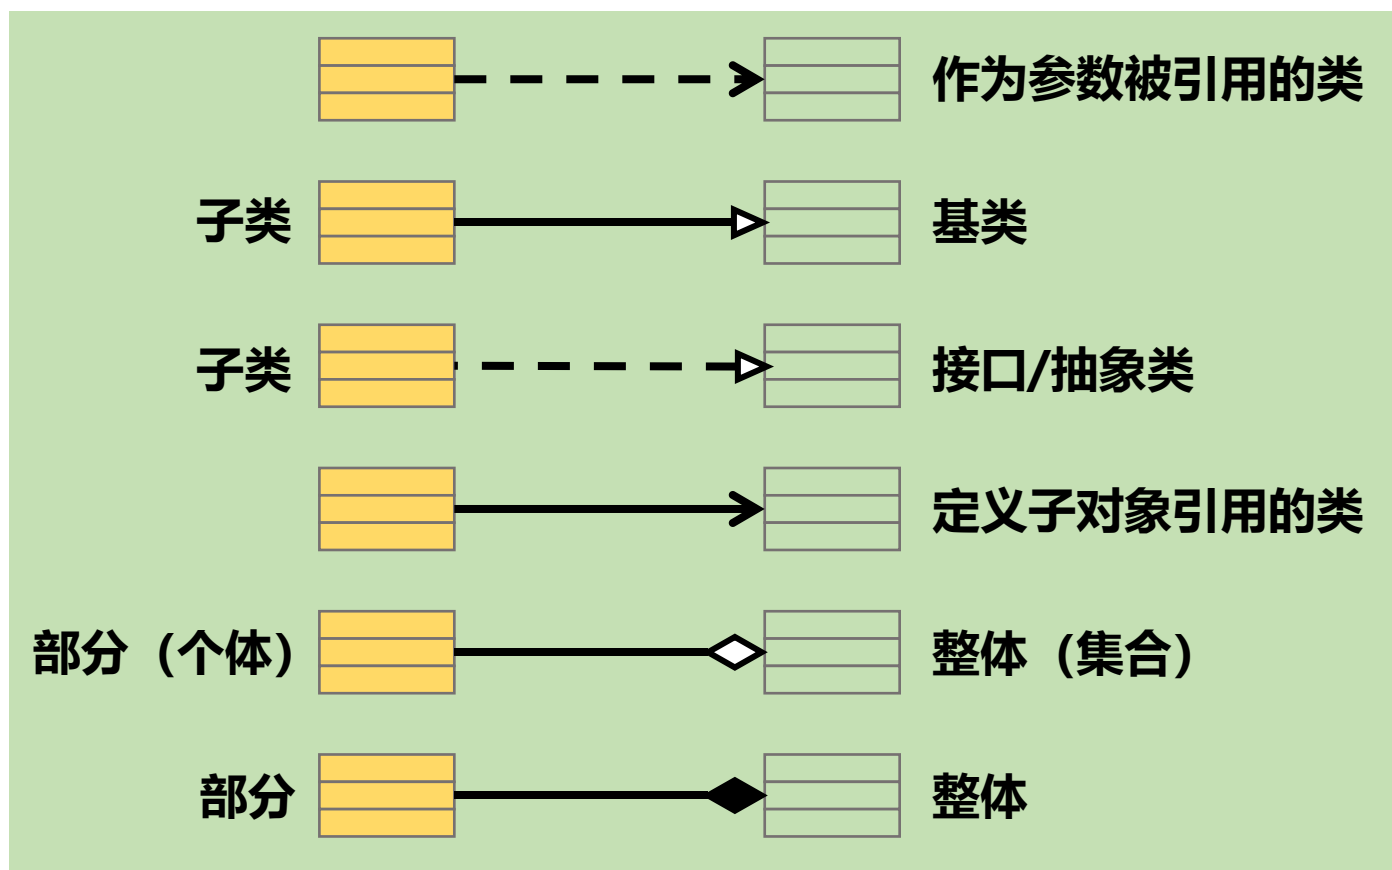 作为参数被引用的类
子类
基类
子类
接口/抽象类
定义子对象引用的类
部分（个体）
整体（集合）
部分
整体